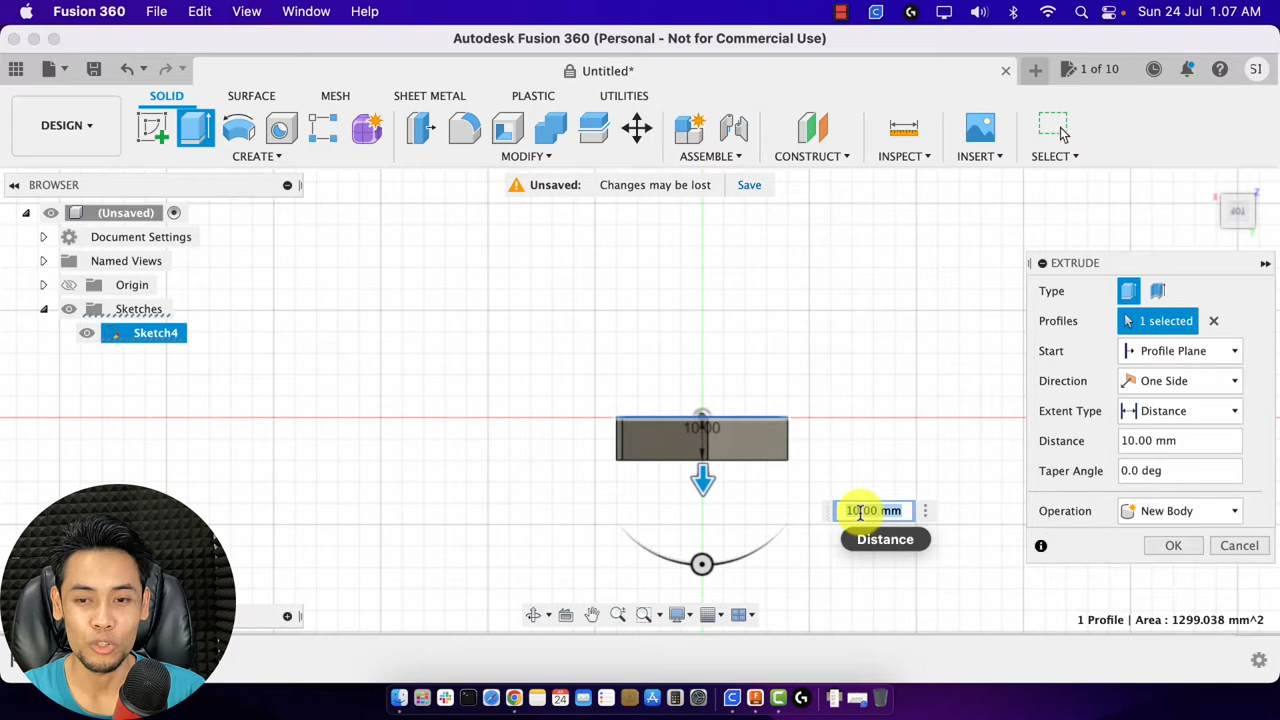 Fusion 360 File Edit View Window Help Sun 24 Jul 1.07 AM
Autodesk Fusion 360 (Personal - Not for Commercial Use)
Untitled* 1 of 10 SI
SOLID SURFACE MESH SHEET METAL PLASTIC UTILITIES
DESIGN
CREATE MODIFY ASSEMBLE CONSTRUCT INSPECT INSERT SELECT
BROWSER
Unsaved: Changes may be lost Save
(Unsaved)
Document Settings
Named Views
Origin
Sketches
Sketch4
X
Z
TOP
EXTRUDE
Type
Profiles 1 selected
Start Profile Plane
Direction One Side
Extent Type Distance
Distance 10.00 mm
Taper Angle 0.0 deg
Operation New Body
OK Cancel
10.00
10.00 mm
Distance
1 Profile | Area : 1299.038 mm^2
24